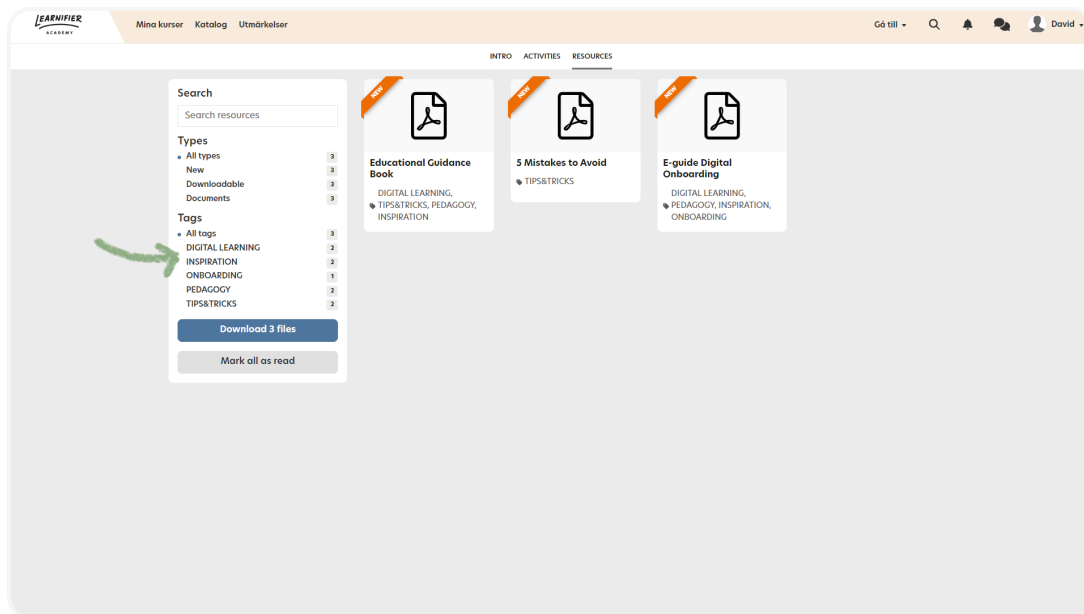 LEARNIFIER
ACADEMY
Mina kurser Katalog Utmärkelser
Gå till
David
INTRO ACTIVITIES RESOURCES
Search
Search resources
Types
All types 3
New 3
Downloadable 3
Documents 3
Tags
All tags 3
DIGITAL LEARNING 2
INSPIRATION 2
ONBOARDING 1
PEDAGOGY 2
TIPS&TRICKS 2
Download 3 files
Mark all as read
NEW
Educational Guidance
Book
DIGITAL LEARNING,
TIPS&TRICKS, PEDAGOGY,
INSPIRATION
NEW
5 Mistakes to Avoid
TIPS&TRICKS
NEW
E-guide Digital
Onboarding
DIGITAL LEARNING,
PEDAGOGY, INSPIRATION,
ONBOARDING